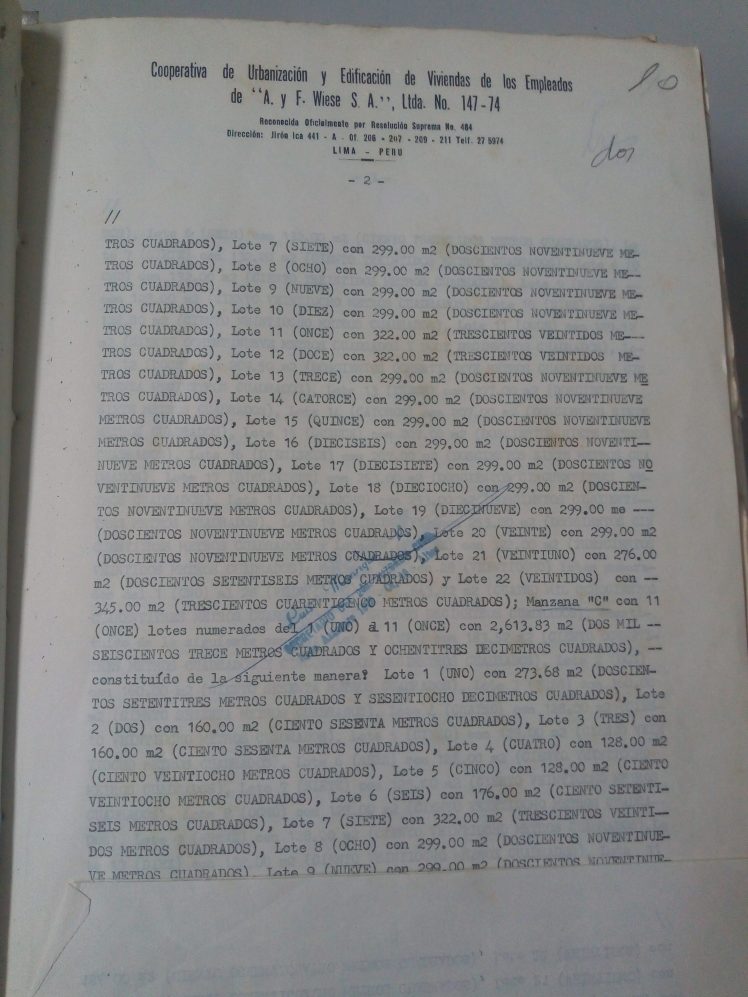 Cooperativa de Urbanización y Edificación de Viviendas de los Empleados
de "A. y F. Wiese S. A.", Ltda. No. 147-74
Reconocida Oficialmente por Resolución Suprema No. 464
Dirección: Jirón Ica 441 - A - Of. 206 - 207 - 209 - 211 Telf. 27 5974
LIMA - PERU
dos
- 2 -
//
TROS CUADRADOS), Lote 7 (SIETE) con 299.00 m2 (DOSCIENTOS NOVENTINUEVE ME-
TROS CUADRADOS), Lote 8 (OCHO) con 299.00 m2 (DOSCIENTOS NOVENTINUEVE ME--
TROS CUADRADOS), Lote 9 (NUEVE) con 299.00 m2 (DOSCIENTOS NOVENTINUEVE ME-
TROS CUADRADOS), Lote 10 (DIEZ) con 299.00 m2 (DOSCIENTOS NOVENTINUEVE ME-
TROS CUADRADOS), Lote 11 (ONCE) con 322.00 m2 (TRESCIENTOS VEINTIDOS ME---
TROS CUADRADOS), Lote 12 (DOCE) con 322.00 m2 (TRESCIENTOS VEINTIDOS ME-
TROS CUADRADOS), Lote 13 (TRECE) con 299.00 m2 (DOSCIENTOS NOVENTINUEVE ME
TROS CUADRADOS), Lote 14 (CATORCE) con 299.00 m2 (DOSCIENTOS NOVENTINUEVE
METROS CUADRADOS), Lote 15 (QUINCE) con 299.00 m2 (DOSCIENTOS NOVENTINUEVE
METROS CUADRADOS), Lote 16 (DIECISEIS) con 299.00 m2 (DOSCIENTOS NOVENTI--
NUEVE METROS CUADRADOS), Lote 17 (DIECISIETE) con 299.00 m2 (DOSCIENTOS NO
VENTINUEVE METROS CUADRADOS), Lote 18 (DIECIOCHO) con 299.00 m2 (DOSCIEN-
TOS NOVENTINUEVE METROS CUADRADOS), Lote 19 (DIECINUEVE) con 299.00 me ---
(DOSCIENTOS NOVENTINUEVE METROS CUADRADOS), Lote 20 (VEINTE) con 299.00 m2
(DOSCIENTOS NOVENTINUEVE METROS CUADRADOS), Lote 21 (VEINTIUNO) con 276.00
m2 (DOSCIENTOS SETENTISEIS METROS CUADRADOS) y Lote 22 (VEINTIDOS) con --
345.00 m2 (TRESCIENTOS CUARENTICINCO METROS CUADRADOS); Manzana "C" con 11
(ONCE) lotes numerados del 1 (UNO) al 11 (ONCE) con 2,613.83 m2 (DOS MIL --
SEISCIENTOS TRECE METROS CUADRADOS Y OCHENTITRES DECIMETROS CUADRADOS), --
constituído de la siguiente manera: Lote 1 (UNO) con 273.68 m2 (DOSCIEN-
TOS SETENTITRES METROS CUADRADOS Y SESENTIOCHO DECIMETROS CUADRADOS), Lote
2 (DOS) con 160.00 m2 (CIENTO SESENTA METROS CUADRADOS), Lote 3 (TRES) con
160.00 m2 (CIENTO SESENTA METROS CUADRADOS), Lote 4 (CUATRO) con 128.00 m2
(CIENTO VEINTIOCHO METROS CUADRADOS), Lote 5 (CINCO) con 128.00 m2 (CIENTO
VEINTIOCHO METROS CUADRADOS), Lote 6 (SEIS) con 176.00 m2 (CIENTO SETENTI-
SEIS METROS CUADRADOS), Lote 7 (SIETE) con 322.00 m2 (TRESCIENTOS VEINTI--
DOS METROS CUADRADOS), Lote 8 (OCHO) con 299.00 m2 (DOSCIENTOS NOVENTINUE-
VE METROS CUADRADOS), Lote 9 (NUEVE) con 299.00 m2 (DOSCIENTOS NOVENTINUE-